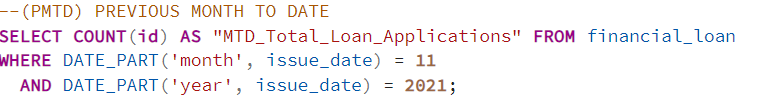 --(PMTD) PREVIOUS MONTH TO DATE
SELECT COUNT(id) AS "MTD_Total_Loan_Applications" FROM financial_loan
WHERE DATE_PART('month', issue_date) = 11
AND DATE_PART('year', issue_date) = 2021;